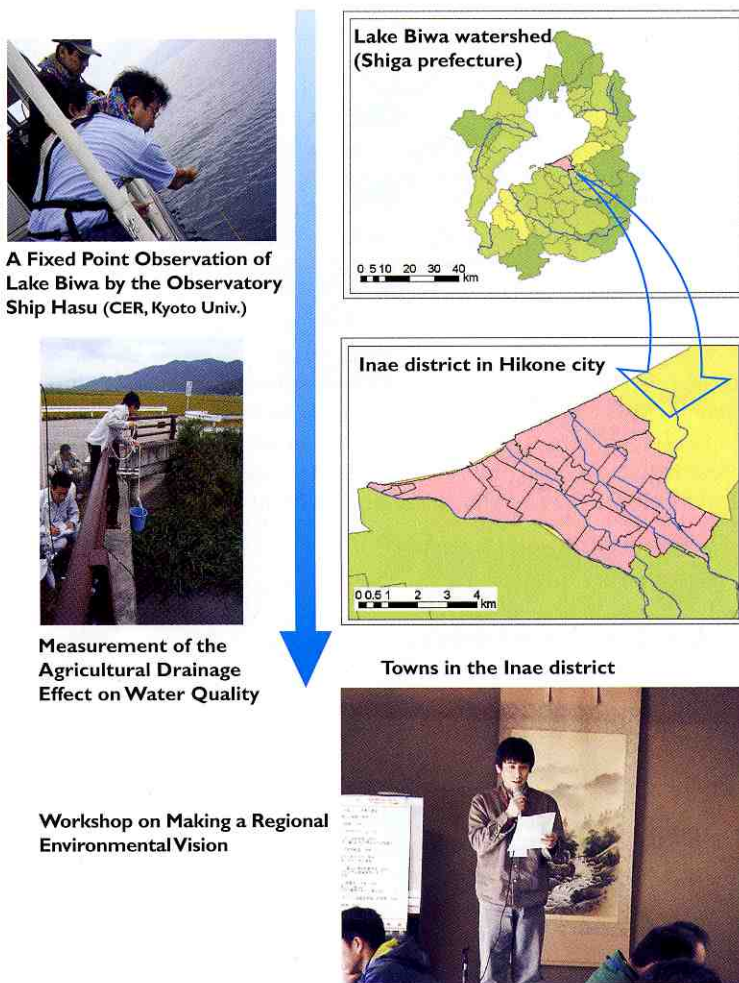 A Fixed Point Observation of
Lake Biwa by the Observatory
Ship Hasu (CER, Kyoto Univ.)
Measurement of the
Agricultural Drainage
Effect on Water Quality
Workshop on Making a Regional
Environmental Vision
Lake Biwa watershed
(Shiga prefecture)
0 5 10 20 30 40
km
Inae district in Hikone city
0 0.5 1 2 3 4
km
Towns in the Inae district